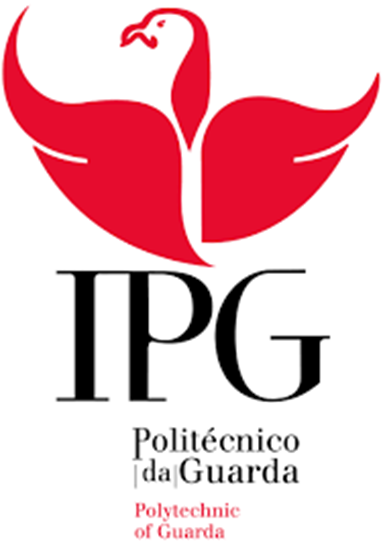 IPG
Politécnico
|da|Guarda
Polytechnic
of Guarda